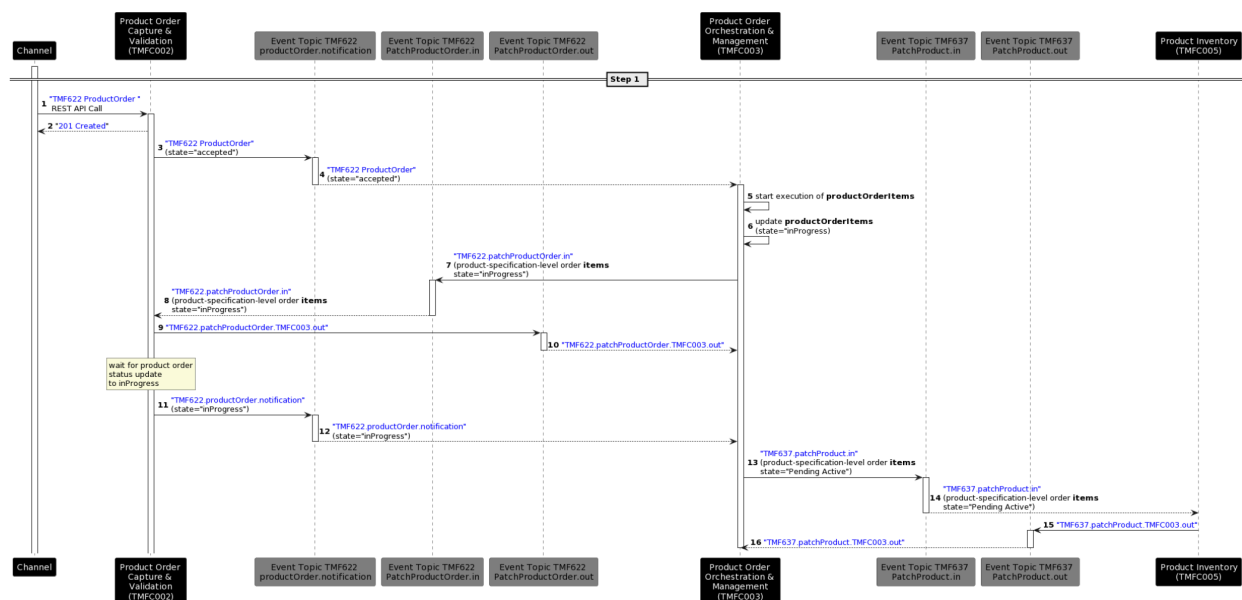 Channel
Product Order
Capture &
Validation
(TMFC002)
Event Topic TMF622
productOrder.notification
Event Topic TMF622
PatchProductOrder.in
Event Topic TMF622
PatchProductOrder.out
Product Order
Orchestration &
Management
(TMFC003)
Event Topic TMF637
PatchProduct.in
Event Topic TMF637
PatchProduct.out
Product Inventory
(TMFC005)
Step 1
1 "TMF622 ProductOrder "
REST API Call
2 "201 Created"
3 "TMF622 ProductOrder"
(state="accepted")
4 "TMF622 ProductOrder"
(state="accepted")
5 start execution of productOrderItems
6 update productOrderItems
(state="inProgress)
7 "TMF622.patchProductOrder.in"
(product-specification-level order items
state="inProgress")
8 "TMF622.patchProductOrder.in"
(product-specification-level order items
state="inProgress")
9 "TMF622.patchProductOrder.TMFC003.out"
10 "TMF622.patchProductOrder.TMFC003.out"
wait for product order
status update
to inProgress
11 "TMF622.productOrder.notification"
(state="inProgress")
12 "TMF622.productOrder.notification"
(state="inProgress")
13 "TMF637.patchProduct.in"
(product-specification-level order items
state="Pending Active")
14 "TMF637.patchProduct.in"
(product-specification-level order items
state="Pending Active")
15 "TMF637.patchProduct.TMFC003.out"
16 "TMF637.patchProduct.TMFC003.out"
Channel
Product Order
Capture &
Validation
(TMFC002)
Event Topic TMF622
productOrder.notification
Event Topic TMF622
PatchProductOrder.in
Event Topic TMF622
PatchProductOrder.out
Product Order
Orchestration &
Management
(TMFC003)
Event Topic TMF637
PatchProduct.in
Event Topic TMF637
PatchProduct.out
Product Inventory
(TMFC005)